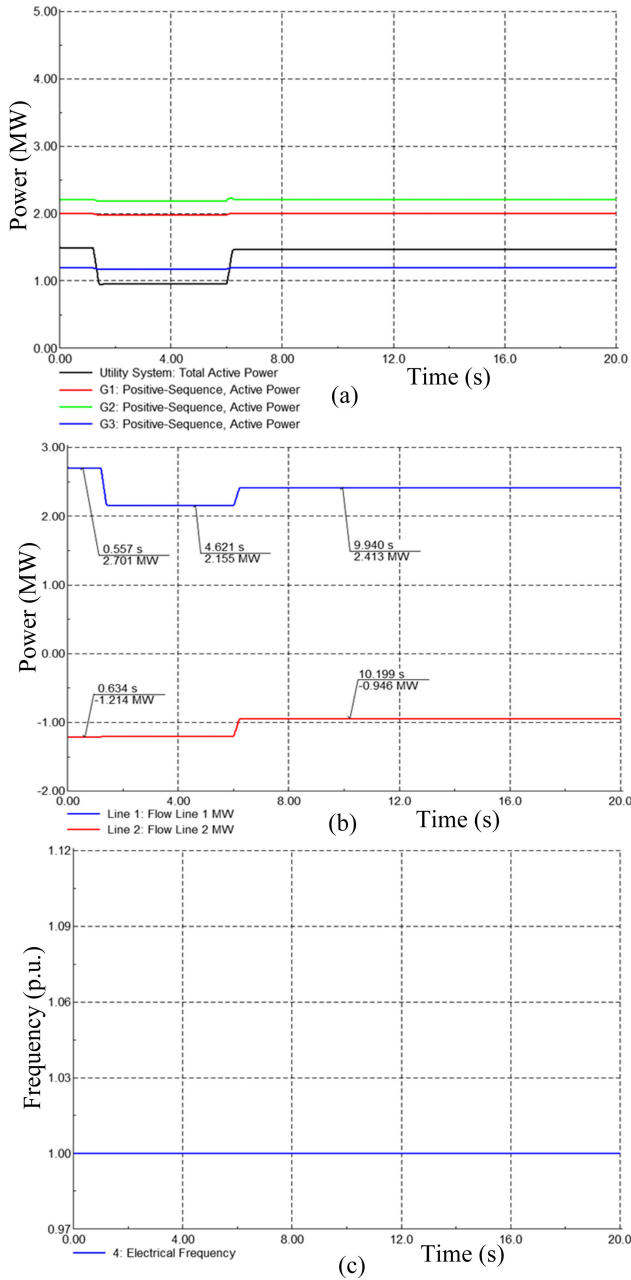 5.00
4.00
3.00
2.00
1.00
0.00
Power (MW)
0.00 4.00 8.00 12.00 16.0 20.0
Utility System: Total Active Power
G1: Positive-Sequence, Active Power
G2: Positive-Sequence, Active Power
G3: Positive-Sequence, Active Power
(a)
Time (s)
3.00
2.00
1.00
0.00
-1.00
-2.00
Power (MW)
0.557 s
2.701 MW
4.621 s
2.155 MW
9.940 s
2.413 MW
0.634 s
-1.214 MW
10.199 s
-0.946 MW
0.00 4.00 8.00 12.00 16.0 20.0
Line 1: Flow Line 1 MW
Line 2: Flow Line 2 MW
(b)
Time (s)
1.12
1.09
1.06
1.03
1.00
0.97
Frequency (p.u.)
0.00 4.00 8.00 12.00 16.0 20.0
4: Electrical Frequency
(c)
Time (s)